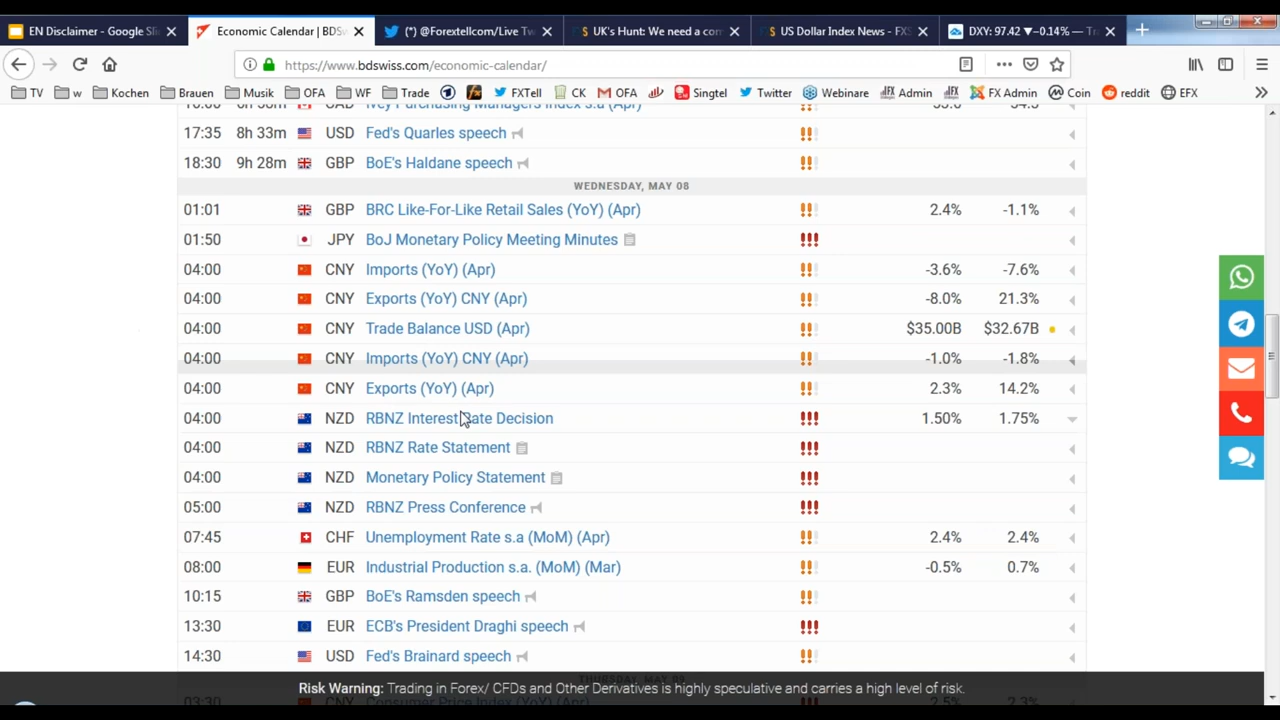 EN Disclaimer - Google Sli
Economic Calendar | BDSw
(*) @Forextellcom/Live Tw
UK's Hunt: We need a com
US Dollar Index News - FXS
DXY: 97.42 ▼−0.14% — Tr
https://www.bdswiss.com/economic-calendar/
TV w Kochen Brauen Musik OFA WF Trade FXTell CK OFA Singtel Twitter Webinare Admin FX Admin Coin reddit EFX
Ivey Purchasing Managers Index s.a (Apr)
17:35 8h 33m USD Fed's Quarles speech
18:30 9h 28m GBP BoE's Haldane speech
WEDNESDAY, MAY 08
01:01 GBP BRC Like-For-Like Retail Sales (YoY) (Apr) 2.4% -1.1%
01:50 JPY BoJ Monetary Policy Meeting Minutes
04:00 CNY Imports (YoY) (Apr) -3.6% -7.6%
04:00 CNY Exports (YoY) CNY (Apr) -8.0% 21.3%
04:00 CNY Trade Balance USD (Apr) $35.00B $32.67B
04:00 CNY Imports (YoY) CNY (Apr) -1.0% -1.8%
04:00 CNY Exports (YoY) (Apr) 2.3% 14.2%
04:00 NZD RBNZ Interest Rate Decision 1.50% 1.75%
04:00 NZD RBNZ Rate Statement
04:00 NZD Monetary Policy Statement
05:00 NZD RBNZ Press Conference
07:45 CHF Unemployment Rate s.a (MoM) (Apr) 2.4% 2.4%
08:00 EUR Industrial Production s.a. (MoM) (Mar) -0.5% 0.7%
10:15 GBP BoE's Ramsden speech
13:30 EUR ECB's President Draghi speech
14:30 USD Fed's Brainard speech
Risk Warning: Trading in Forex/ CFDs and Other Derivatives is highly speculative and carries a high level of risk.